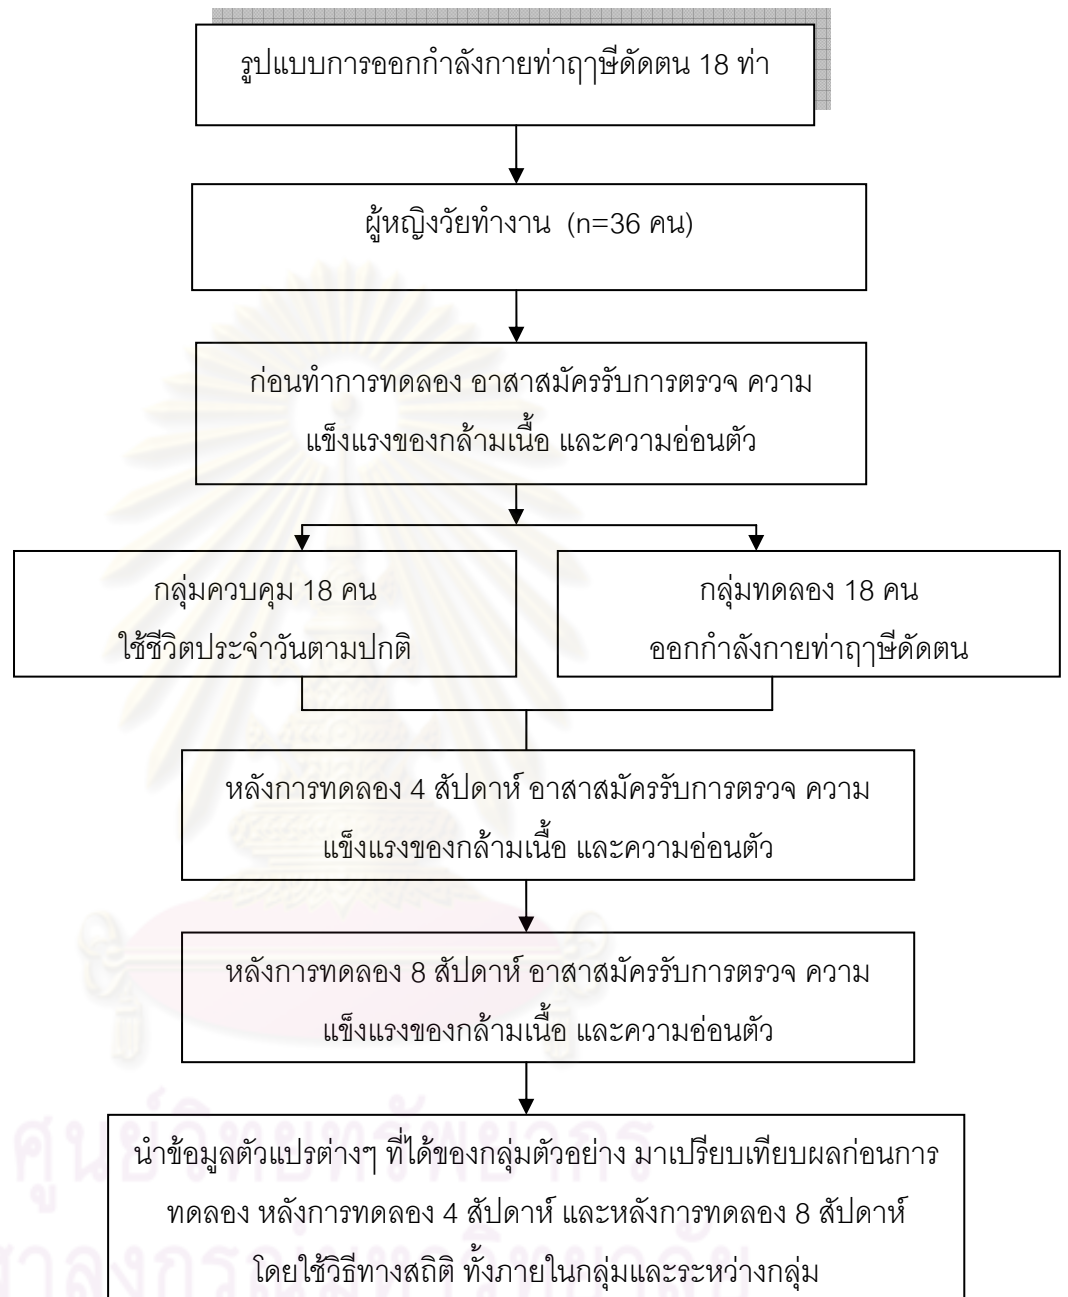 รูปแบบการออกกำลังกายท่าฤาษีดัดตน 18 ท่า
ผู้หญิงวัยทำงาน (n=36 คน)
ก่อนทำการทดลอง อาสาสมัครรับการตรวจ ความ
แข็งแรงของกล้ามเนื้อ และความอ่อนตัว
กลุ่มควบคุม 18 คน
ใช้ชีวิตประจำวันตามปกติ
กลุ่มทดลอง 18 คน
ออกกำลังกายท่าฤาษีดัดตน
หลังการทดลอง 4 สัปดาห์ อาสาสมัครรับการตรวจ ความ
แข็งแรงของกล้ามเนื้อ และความอ่อนตัว
หลังการทดลอง 8 สัปดาห์ อาสาสมัครรับการตรวจ ความ
แข็งแรงของกล้ามเนื้อ และความอ่อนตัว
นำข้อมูลตัวแปรต่างๆ ที่ได้ของกลุ่มตัวอย่าง มาเปรียบเทียบผลก่อนการ
ทดลอง หลังการทดลอง 4 สัปดาห์ และหลังการทดลอง 8 สัปดาห์
โดยใช้วิธีทางสถิติ ทั้งภายในกลุ่มและระหว่างกลุ่ม
ศูนย์วิทยทรัพยากร